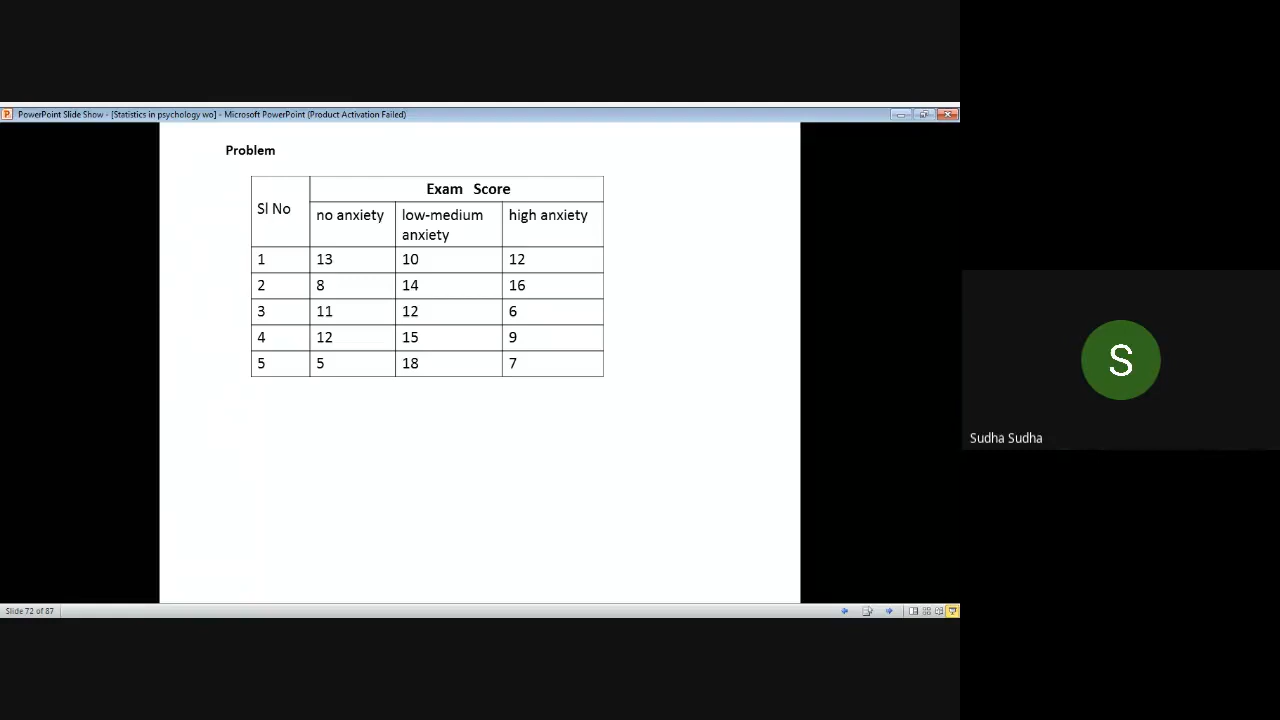 PowerPoint Slide Show - [Statistics in psychology wo] - Microsoft PowerPoint (Product Activation Failed)
Problem
Sl No Exam Score
no anxiety low-medium anxiety high anxiety
1 13 10 12
2 8 14 16
3 11 12 6
4 12 15 9
5 5 18 7
S
Sudha Sudha
Slide 72 of 87